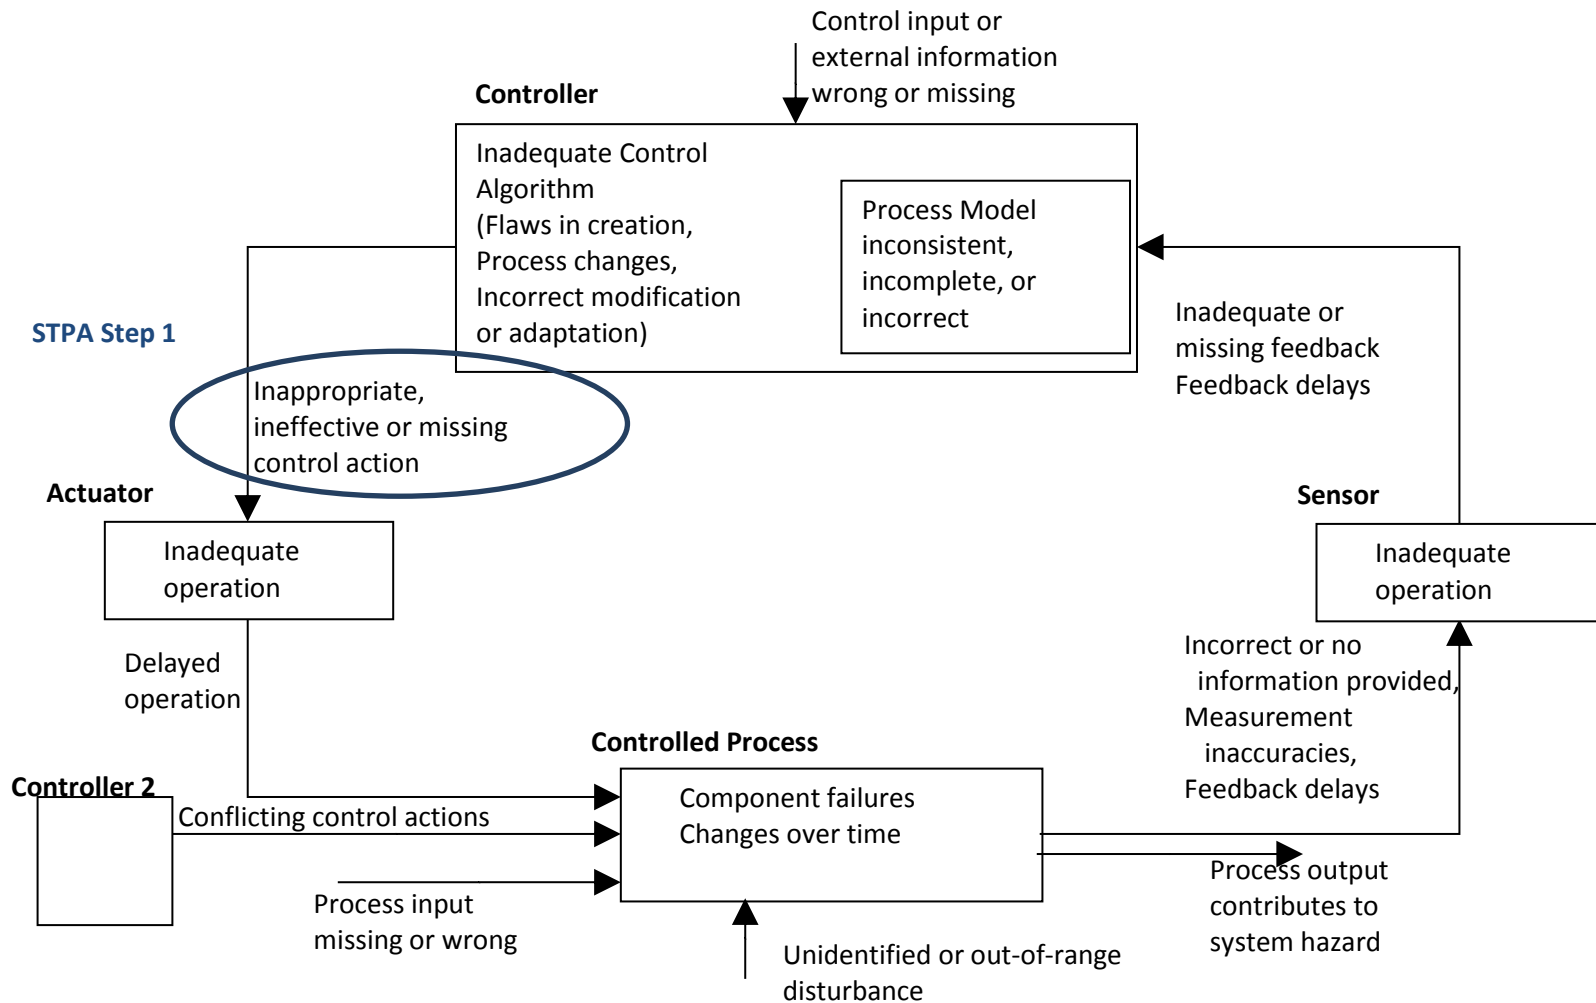 Control input or
external information
wrong or missing
Controller
Inadequate Control
Algorithm
(Flaws in creation,
Process changes,
Incorrect modification
or adaptation)
Process Model
inconsistent,
incomplete, or
incorrect
Inadequate or
missing feedback
Feedback delays
STPA Step 1
Inappropriate,
ineffective or missing
control action
Actuator
Inadequate
operation
Sensor
Inadequate
operation
Delayed
operation
Incorrect or no
information provided,
Measurement
inaccuracies,
Feedback delays
Controlled Process
Component failures
Changes over time
Controller 2
Conflicting control actions
Process input
missing or wrong
Process output
contributes to
system hazard
Unidentified or out-of-range
disturbance